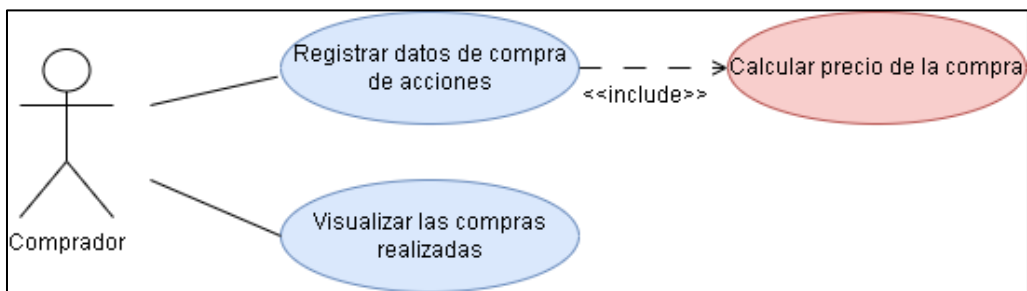 Registrar datos de compra
de acciones
<<include>>
Calcular precio de la compra
Visualizar las compras
realizadas
Comprador